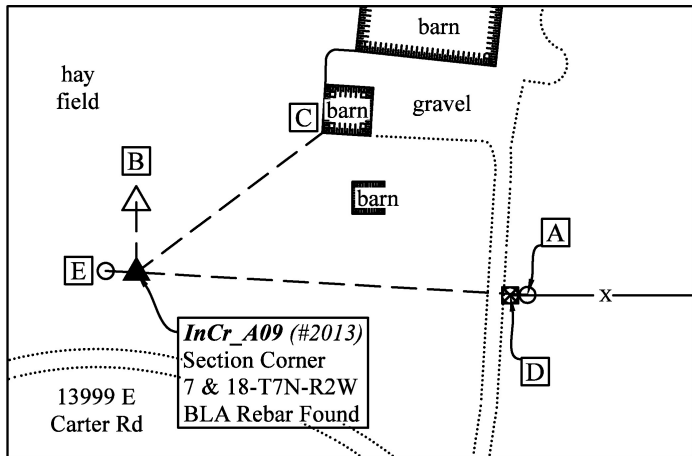 barn
hay
field
barn
gravel
C
B
barn
A
E
x
InCr_A09 (#2013)
Section Corner
7 & 18-T7N-R2W
BLA Rebar Found
D
13999 E
Carter Rd